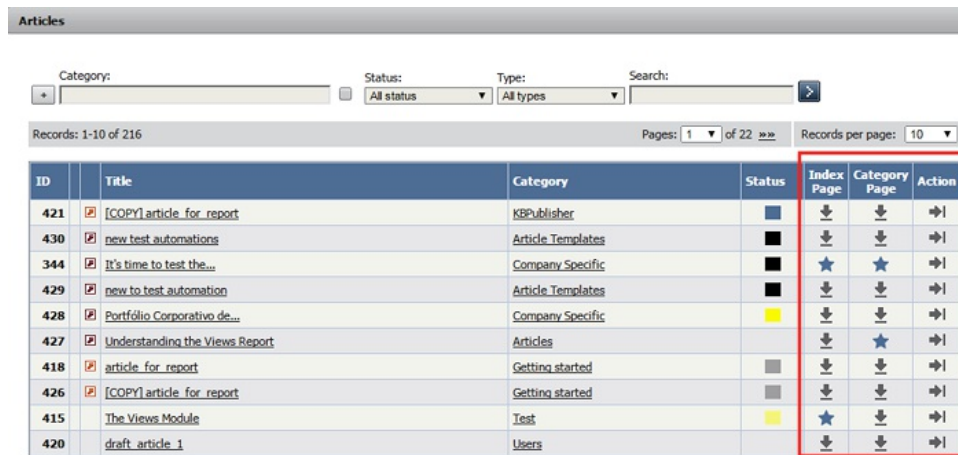 Articles
Category: Status: Type: Search:
+ All status All types
Records: 1-10 of 216 Pages: 1 of 22 »» Records per page: 10
ID Title Category Status Index Page Category Page Action
421 [COPY] article_for_report KBPublisher
430 new test automations Article Templates
344 It's time to test the... Company Specific
429 new to test automation Article Templates
428 Portfólio Corporativo de... Company Specific
427 Understanding the Views Report Articles
418 article_for_report Getting started
426 [COPY] article_for_report Getting started
415 The Views Module Test
420 draft_article_1 Users